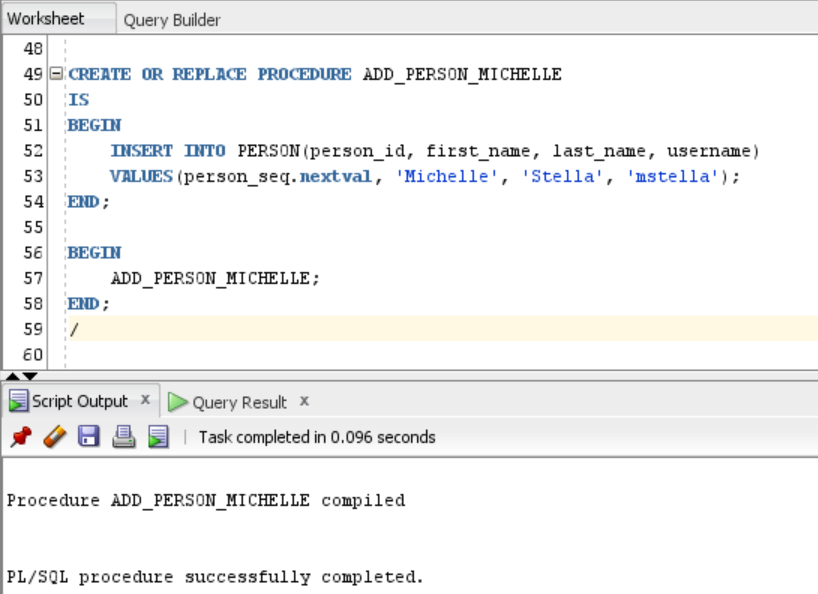 Worksheet Query Builder
48
49 CREATE OR REPLACE PROCEDURE ADD_PERSON_MICHELLE
50 IS
51 BEGIN
52     INSERT INTO PERSON(person_id, first_name, last_name, username)
53     VALUES(person_seq.nextval, 'Michelle', 'Stella', 'mstella');
54 END;
55
56 BEGIN
57     ADD_PERSON_MICHELLE;
58 END;
59 /
60
Script Output x Query Result x
Task completed in 0.096 seconds
Procedure ADD_PERSON_MICHELLE compiled
PL/SQL procedure successfully completed.